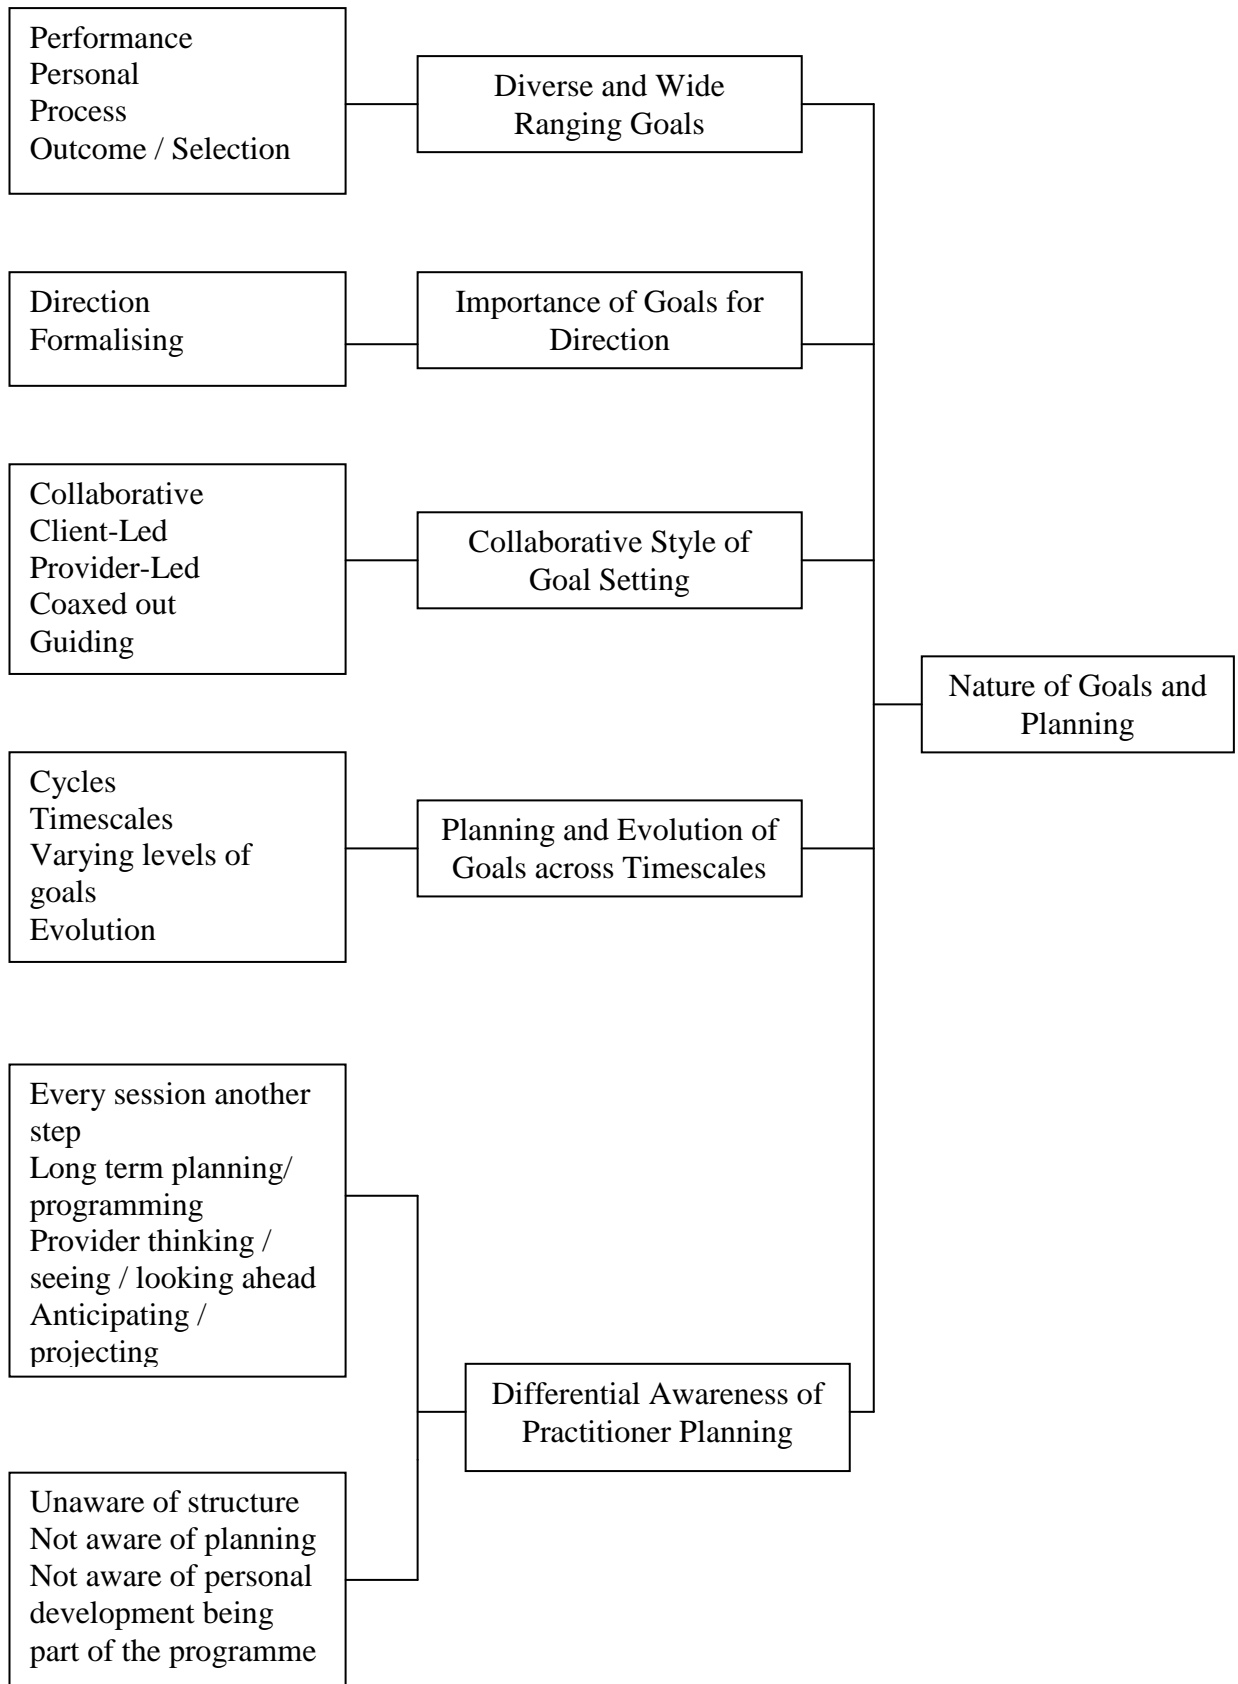 Performance
Personal
Process
Outcome / Selection
Diverse and Wide
Ranging Goals
Direction
Formalising
Importance of Goals for
Direction
Collaborative
Client-Led
Provider-Led
Coaxed out
Guiding
Collaborative Style of
Goal Setting
Nature of Goals and
Planning
Cycles
Timescales
Varying levels of
goals
Evolution
Planning and Evolution of
Goals across Timescales
Every session another
step
Long term planning/
programming
Provider thinking /
seeing / looking ahead
Anticipating /
projecting
Differential Awareness of
Practitioner Planning
Unaware of structure
Not aware of planning
Not aware of personal
development being
part of the programme